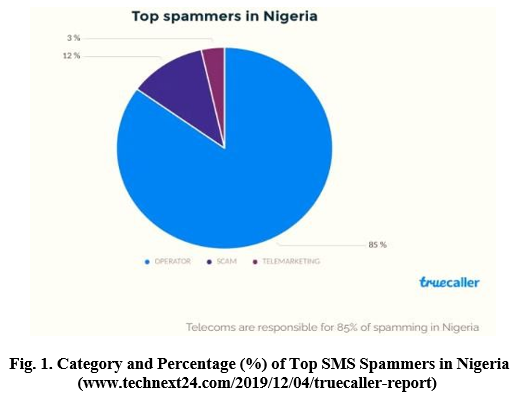 Top spammers in Nigeria
3 %
12 %
85 %
OPERATOR SCAM TELEMARKETING
truecaller
Telecoms are responsible for 85% of spamming in Nigeria
Fig. 1. Category and Percentage (%) of Top SMS Spammers in Nigeria
(www.technext24.com/2019/12/04/truecaller-report)